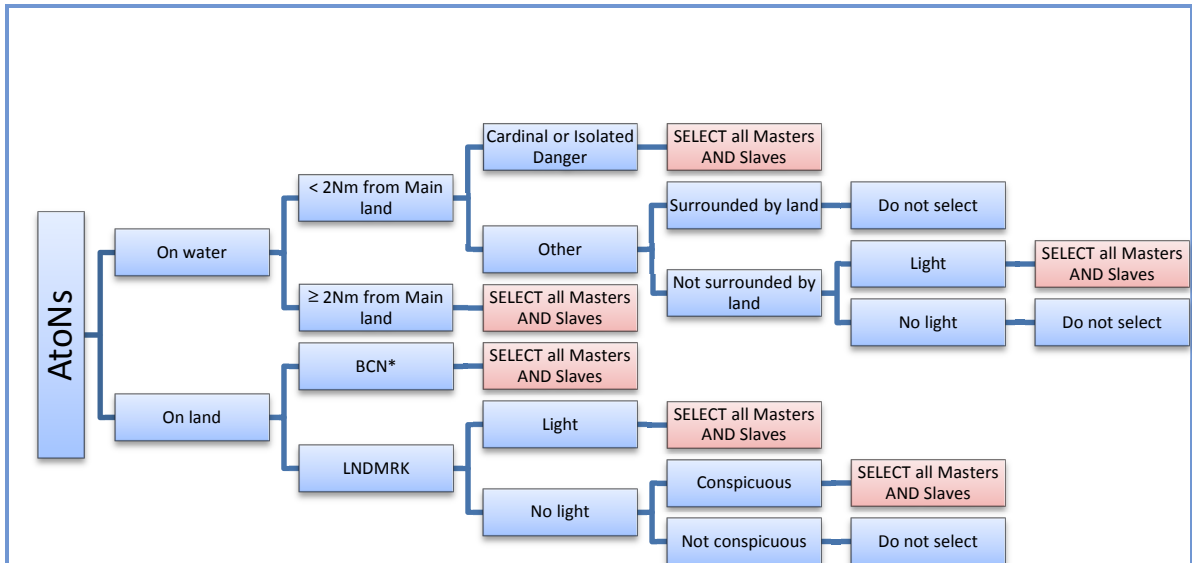 AtoNs
On water
< 2Nm from Main
land
Cardinal or Isolated
Danger
SELECT all Masters
AND Slaves
Other
Surrounded by land
Do not select
Not surrounded by
land
Light
SELECT all Masters
AND Slaves
No light
Do not select
≥ 2Nm from Main
land
SELECT all Masters
AND Slaves
On land
BCN*
SELECT all Masters
AND Slaves
LNDMRK
Light
SELECT all Masters
AND Slaves
No light
Conspicuous
SELECT all Masters
AND Slaves
Not conspicuous
Do not select